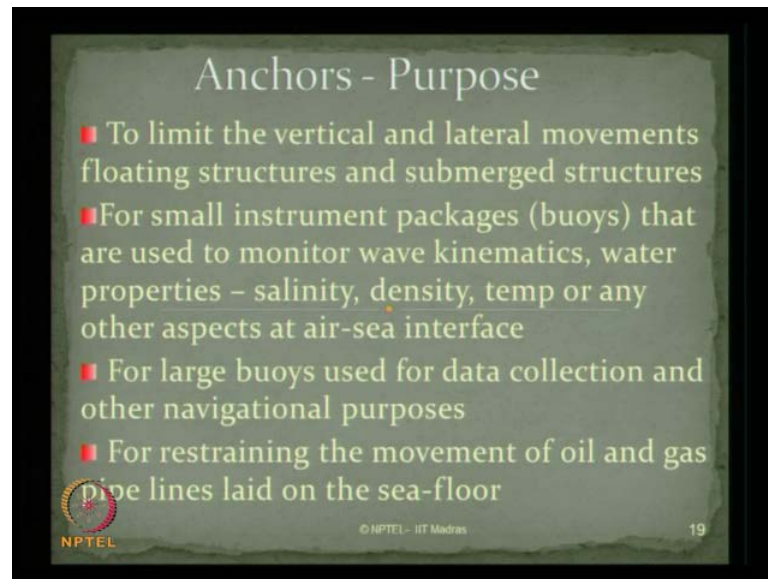 Anchors - Purpose
To limit the vertical and lateral movements
floating structures and submerged structures
For small instrument packages (buoys) that
are used to monitor wave kinematics, water
properties – salinity, density, temp or any
other aspects at air-sea interface
For large buoys used for data collection and
other navigational purposes
For restraining the movement of oil and gas
pipe lines laid on the sea-floor
© NPTEL- IIT Madras
19
NPTEL